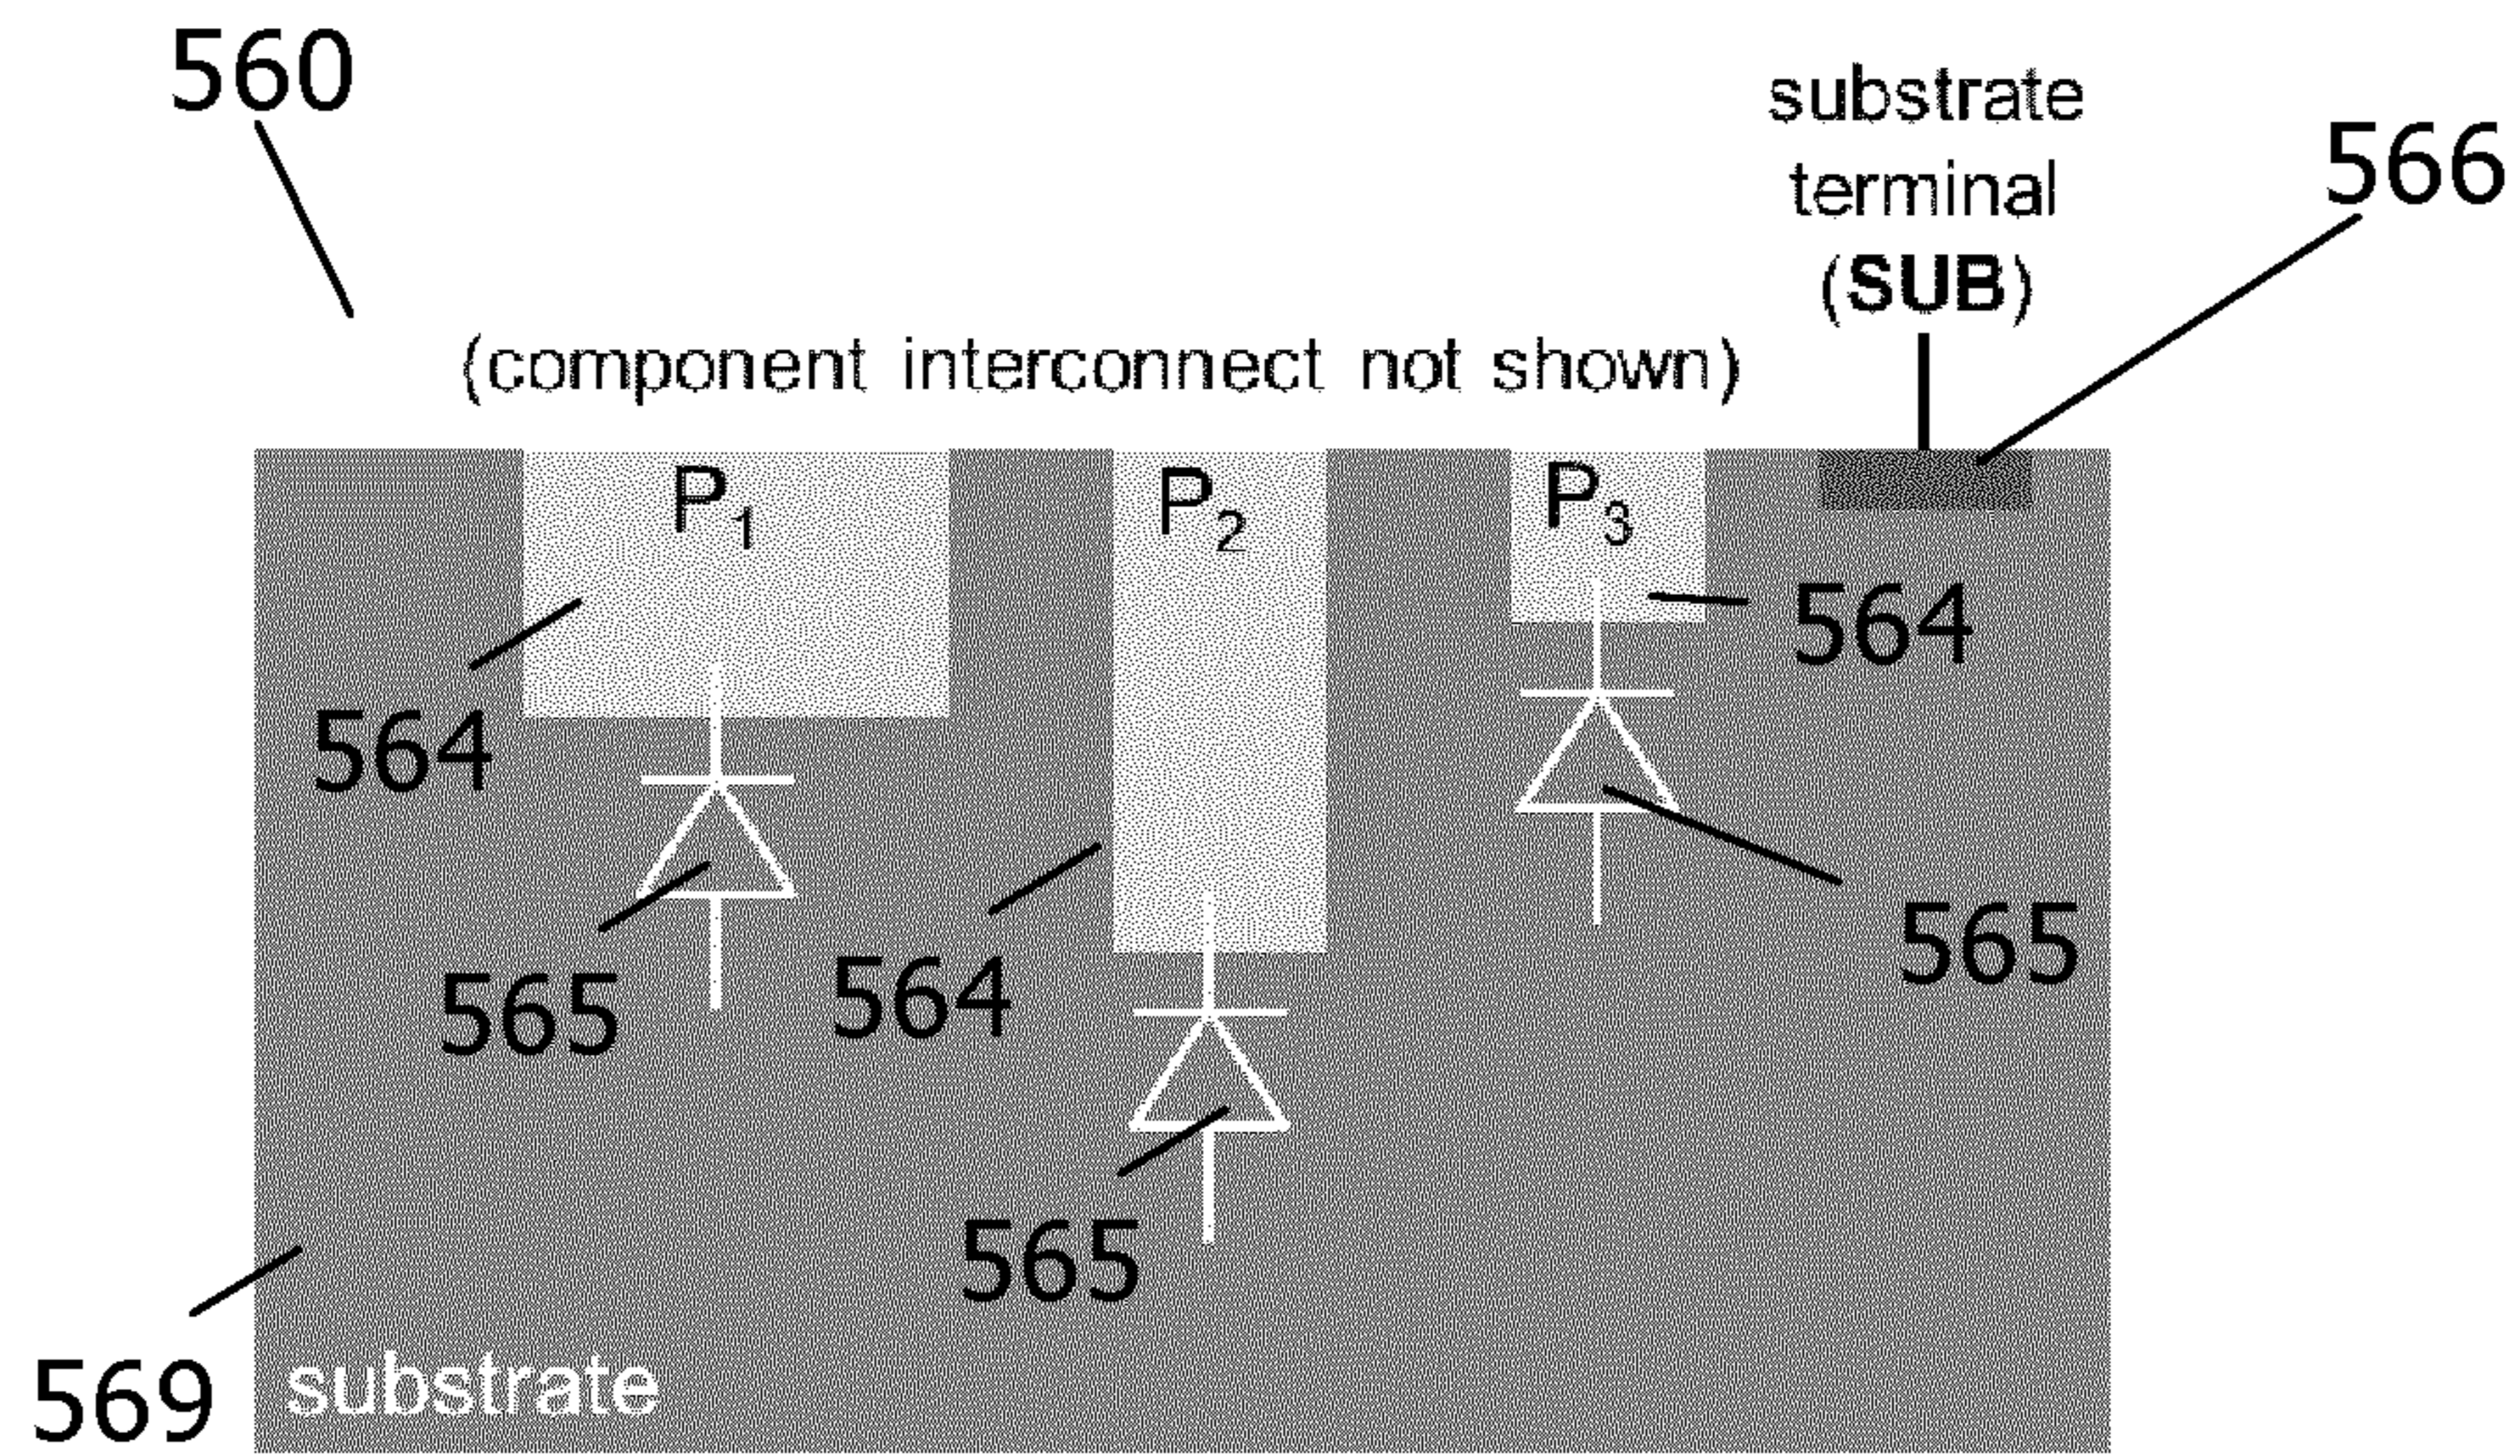 560
substrate
terminal
(SUB)
566
(component interconnect not shown)
P1
P2
P3
564
564
565
564
565
565
569
substrate